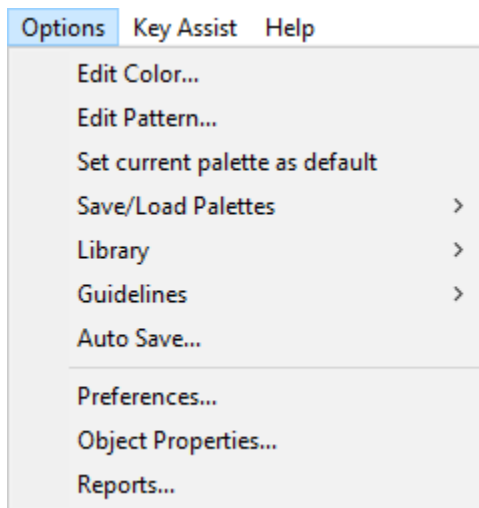 Options Key Assist Help
Edit Color...
Edit Pattern...
Set current palette as default
Save/Load Palettes
Library
Guidelines
Auto Save...
Preferences...
Object Properties...
Reports...